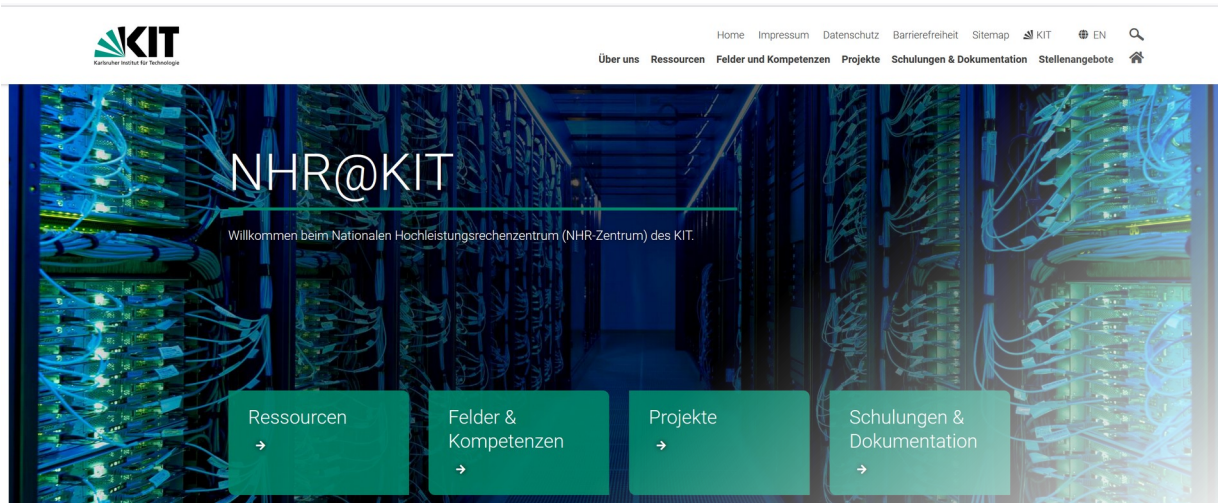 KIT
Karlsruher Institut für Technologie
Home Impressum Datenschutz Barrierefreiheit Sitemap KIT EN
Über uns Ressourcen Felder und Kompetenzen Projekte Schulungen & Dokumentation Stellenangebote
NHR@KIT
Willkommen beim Nationalen Hochleistungsrechenzentrum (NHR-Zentrum) des KIT.
Ressourcen
Felder &
Kompetenzen
Projekte
Schulungen &
Dokumentation